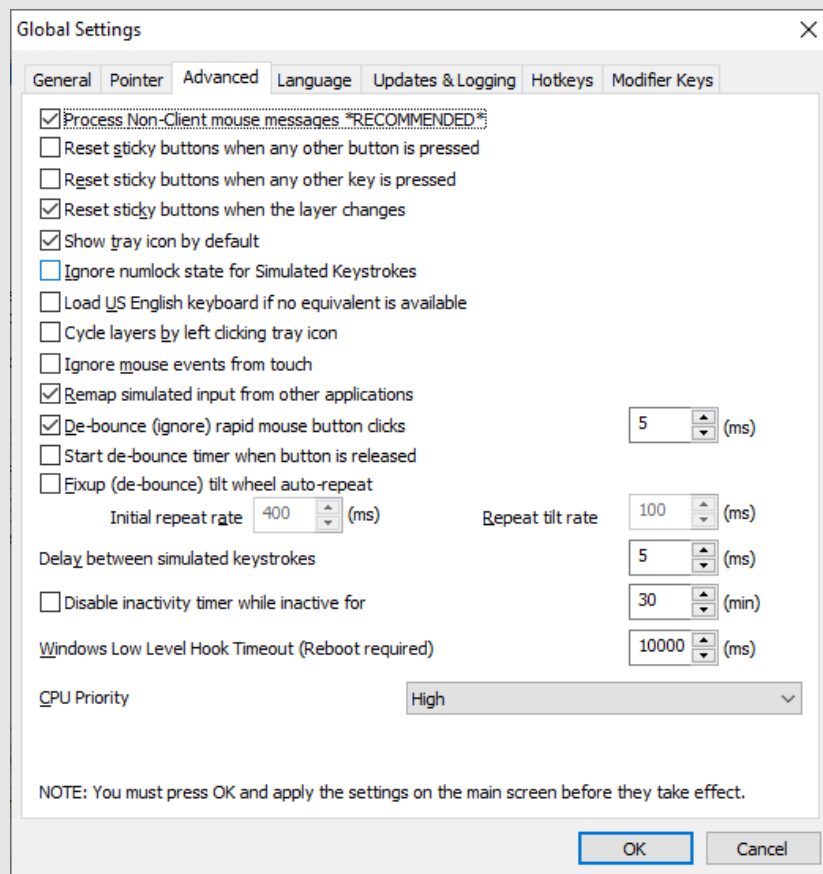 Global Settings
General Pointer Advanced Language Updates & Logging Hotkeys Modifier Keys
Process Non-Client mouse messages *RECOMMENDED*
Reset sticky buttons when any other button is pressed
Reset sticky buttons when any other key is pressed
Reset sticky buttons when the layer changes
Show tray icon by default
Ignore numlock state for Simulated Keystrokes
Load US English keyboard if no equivalent is available
Cycle layers by left clicking tray icon
Ignore mouse events from touch
Remap simulated input from other applications
De-bounce (ignore) rapid mouse button clicks 5 (ms)
Start de-bounce timer when button is released
Fixup (de-bounce) tilt wheel auto-repeat
Initial repeat rate 400 (ms) Repeat tilt rate 100 (ms)
Delay between simulated keystrokes 5 (ms)
Disable inactivity timer while inactive for 30 (min)
Windows Low Level Hook Timeout (Reboot required) 10000 (ms)
CPU Priority High
NOTE: You must press OK and apply the settings on the main screen before they take effect.
OK Cancel